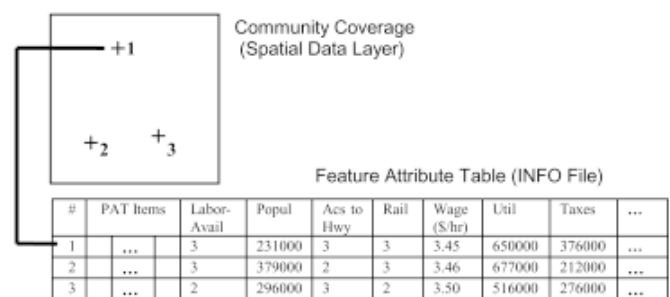 Community Coverage
(Spatial Data Layer)
+1
+2
+3
Feature Attribute Table (INFO File)
# PAT Items Labor-Avail Popul Acs to Hwy Rail Wage ($/hr) Util Taxes ...
1 ... 3 231000 3 3 3.45 650000 376000 ...
2 ... 3 379000 2 3 3.46 677000 212000 ...
3 ... 2 296000 3 2 3.50 516000 276000 ...